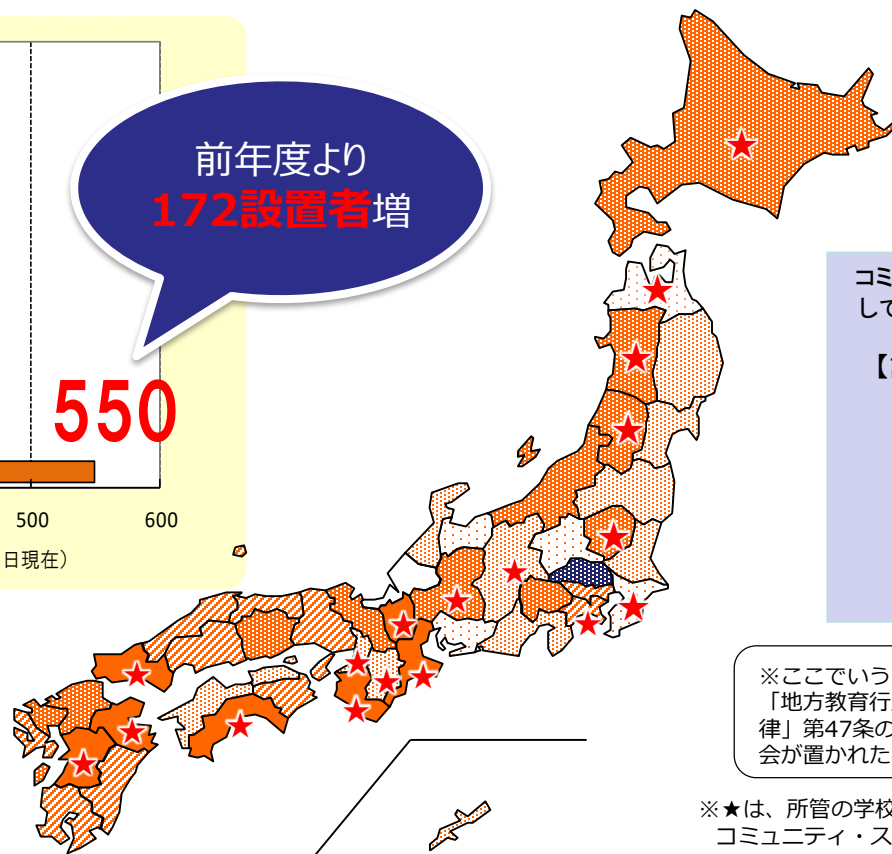 前年度より
172設置者増
550
500
600
日現在）
コミ
して
【
※ここでいう
「地方教育行
律」第47条の
会が置かれた
※★は、所管の学校
コミュニティ・ス